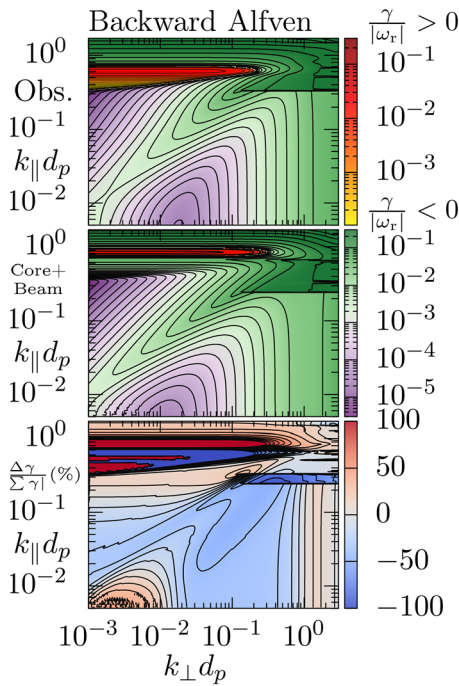 Backward Alfven
γ/|ω_r| > 0
10^0
Obs.
10^-1
k_∥ d_p
10^-2
10^-1
10^-2
10^-3
γ/|ω_r| < 0
10^0
Core+
Beam
10^-1
k_∥ d_p
10^-2
10^-1
10^-2
10^-3
10^-4
10^-5
10^0
Δγ/Σ|γ| (%)
10^-1
k_∥ d_p
10^-2
100
50
0
−50
−100
10^-3 10^-2 10^-1 10^0
k_⊥ d_p